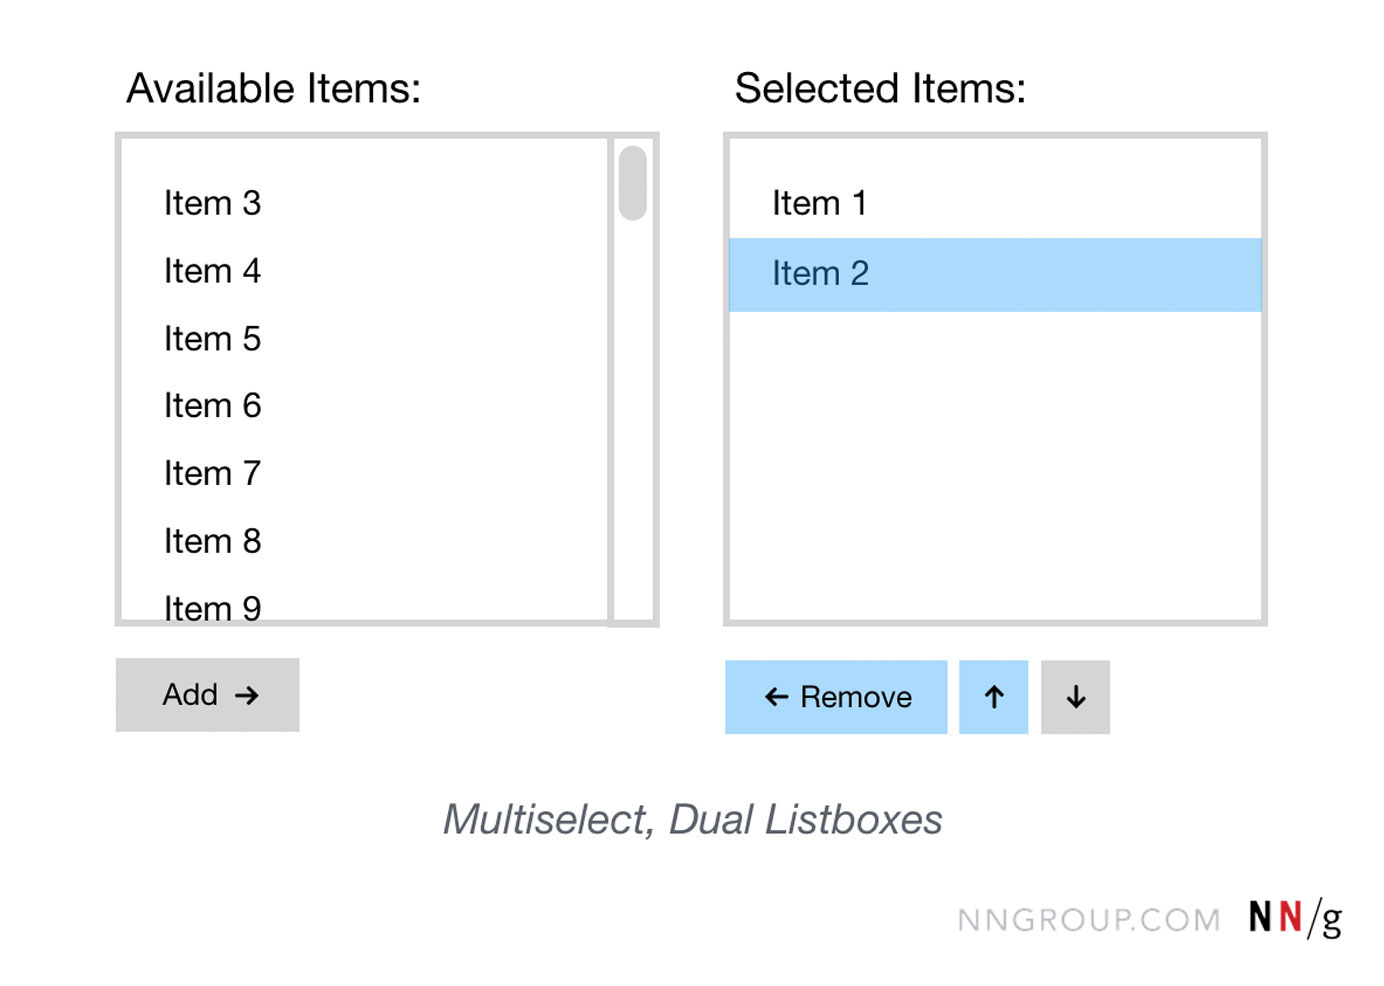 Available Items:
Item 3
Item 4
Item 5
Item 6
Item 7
Item 8
Item 9
Add →
Selected Items:
Item 1
Item 2
← Remove ↑ ↓
Multiselect, Dual Listboxes
NNGROUP.COM NN/g